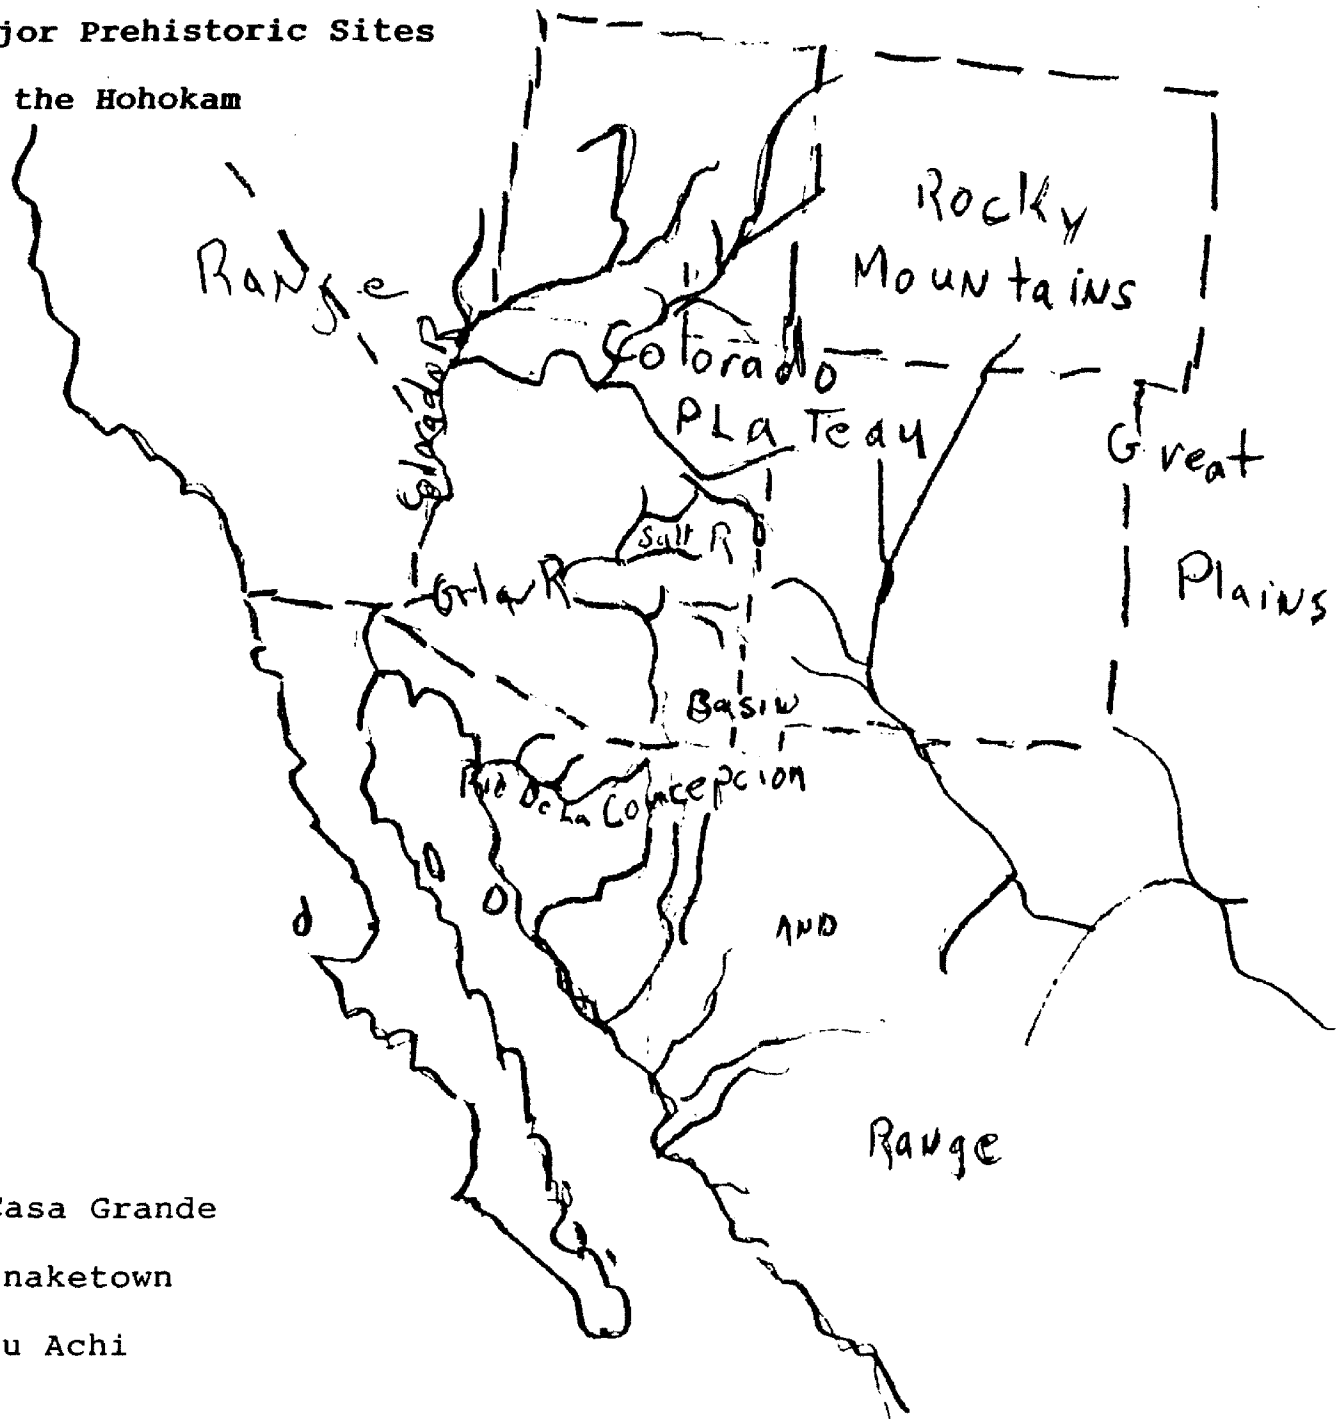 jor Prehistoric Sites
the Hohokam
Rocky
Mountains
Range
Colorado R
Colorado
PLaTeau
Great
Plains
Salt R
Gila R
Basin
Rio De La Concepcion
AND
Range
Casa Grande
naketown
u Achi